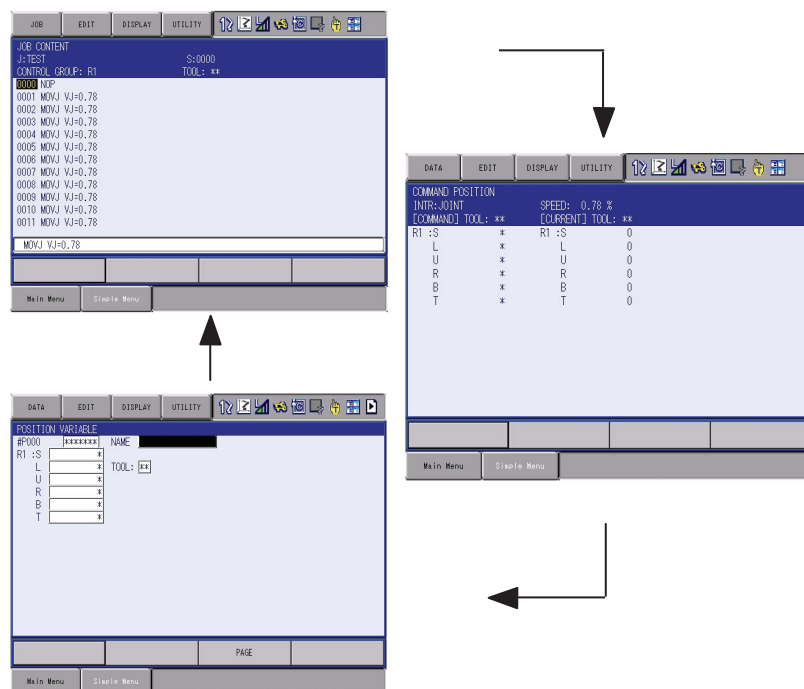 JOB EDIT DISPLAY UTILITY
JOB CONTENT
J:TEST S:0000
CONTROL GROUP: R1 TOOL: **
0000 NOP
0001 MOVJ VJ=0.78
0002 MOVJ VJ=0.78
0003 MOVJ VJ=0.78
0004 MOVJ VJ=0.78
0005 MOVJ VJ=0.78
0006 MOVJ VJ=0.78
0007 MOVJ VJ=0.78
0008 MOVJ VJ=0.78
0009 MOVJ VJ=0.78
0010 MOVJ VJ=0.78
0011 MOVJ VJ=0.78
MOVJ VJ=0.78
Main Menu Simple Menu
DATA EDIT DISPLAY UTILITY
COMMAND POSITION
INTR:JOINT SPEED: 0.78 %
[COMMAND] TOOL: ** [CURRENT] TOOL: **
R1 :S * R1 :S 0
L * L 0
U * U 0
R * R 0
B * B 0
T * T 0
Main Menu Simple Menu
DATA EDIT DISPLAY UTILITY
POSITION VARIABLE
#P000 ******* NAME
R1 :S *
L * TOOL: **
U *
R *
B *
T *
PAGE
Main Menu Simple Menu